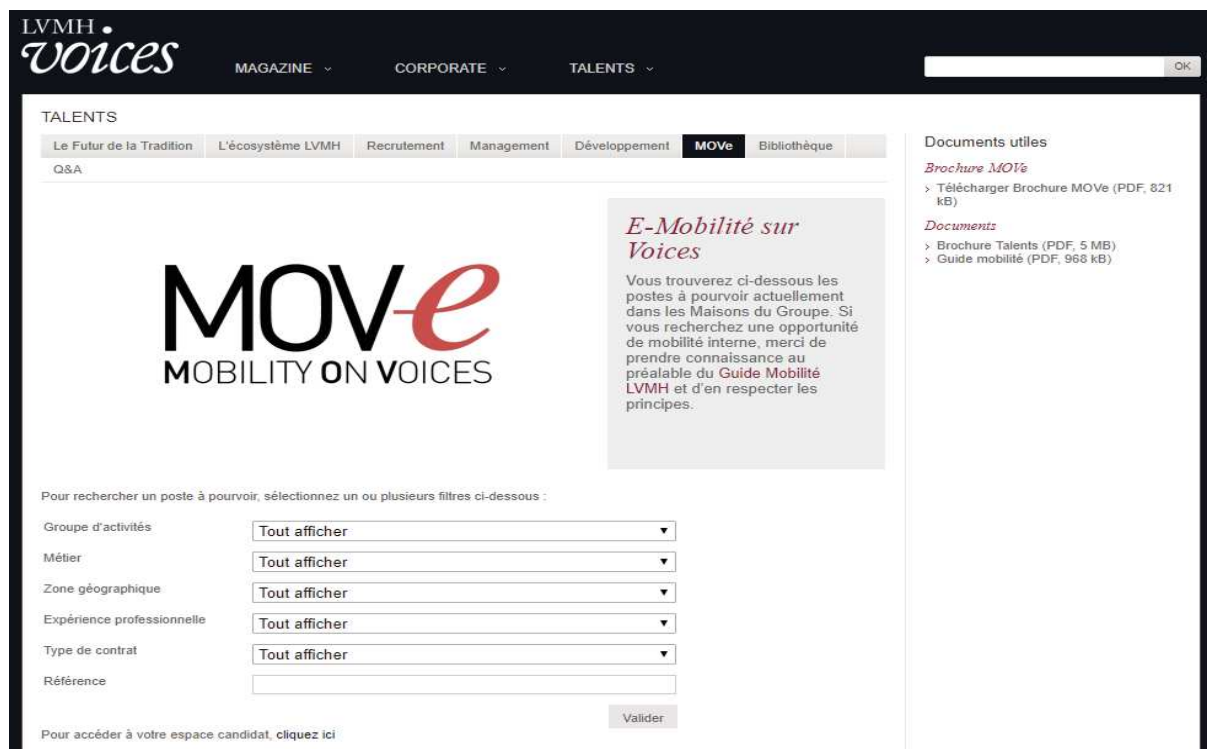 LVMH
voices
MAGAZINE
CORPORATE
TALENTS
OK
TALENTS
Le Futur de la Tradition
L'écosystème LVMH
Recrutement
Management
Développement
MOVe
Bibliothèque
Q&A
MOVe
MOBILITY ON VOICES
E-Mobilité sur
Voices
Vous trouverez ci-dessous les
postes à pourvoir actuellement
dans les Maisons du Groupe. Si
vous recherchez une opportunité
de mobilité interne, merci de
prendre connaissance au
préalable du Guide Mobilité
LVMH et d'en respecter les
principes.
Documents utiles
Brochure MOVe
Télécharger Brochure MOVe (PDF, 821
kB)
Documents
Brochure Talents (PDF, 5 MB)
Guide mobilité (PDF, 968 kB)
Pour rechercher un poste à pourvoir, sélectionnez un ou plusieurs filtres ci-dessous :
Groupe d'activités Tout afficher
Métier Tout afficher
Zone géographique Tout afficher
Expérience professionnelle Tout afficher
Type de contrat Tout afficher
Référence
Valider
Pour accéder à votre espace candidat, cliquez ici